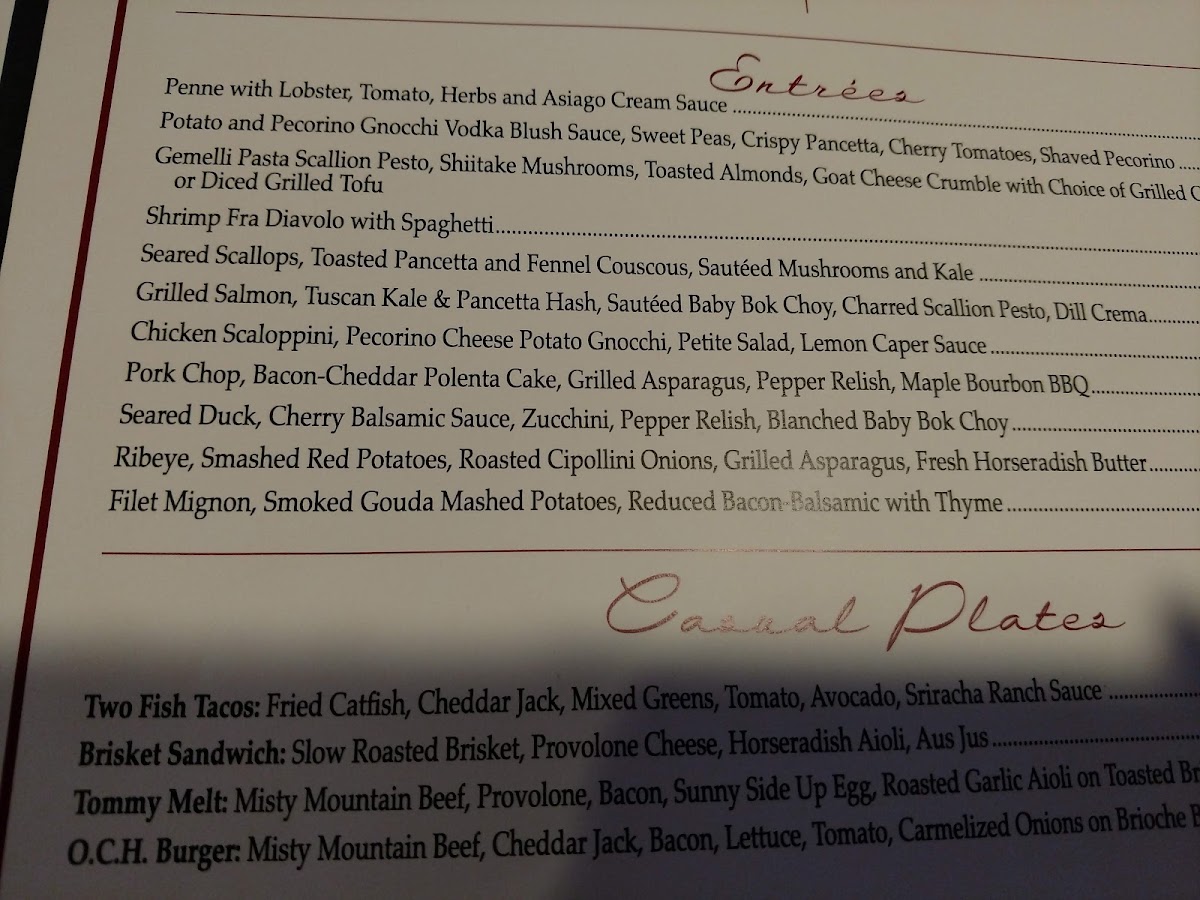 Entrées
Penne with Lobster, Tomato, Herbs and Asiago Cream Sauce
Potato and Pecorino Gnocchi Vodka Blush Sauce, Sweet Peas, Crispy Pancetta, Cherry Tomatoes, Shaved Pecorino
Gemelli Pasta Scallion Pesto, Shiitake Mushrooms, Toasted Almonds, Goat Cheese Crumble with Choice of Grilled
or Diced Grilled Tofu
Shrimp Fra Diavolo with Spaghetti
Seared Scallops, Toasted Pancetta and Fennel Couscous, Sautéed Mushrooms and Kale
Grilled Salmon, Tuscan Kale & Pancetta Hash, Sautéed Baby Bok Choy, Charred Scallion Pesto, Dill Crema
Chicken Scaloppini, Pecorino Cheese Potato Gnocchi, Petite Salad, Lemon Caper Sauce
Pork Chop, Bacon-Cheddar Polenta Cake, Grilled Asparagus, Pepper Relish, Maple Bourbon BBQ
Seared Duck, Cherry Balsamic Sauce, Zucchini, Pepper Relish, Blanched Baby Bok Choy
Ribeye, Smashed Red Potatoes, Roasted Cipollini Onions, Grilled Asparagus, Fresh Horseradish Butter
Filet Mignon, Smoked Gouda Mashed Potatoes, Reduced Bacon-Balsamic with Thyme
Casual Plates
Two Fish Tacos: Fried Catfish, Cheddar Jack, Mixed Greens, Tomato, Avocado, Sriracha Ranch Sauce
Brisket Sandwich: Slow Roasted Brisket, Provolone Cheese, Horseradish Aioli, Aus Jus
Tommy Melt: Misty Mountain Beef, Provolone, Bacon, Sunny Side Up Egg, Roasted Garlic Aioli on Toasted
O.C.H. Burger: Misty Mountain Beef, Cheddar Jack, Bacon, Lettuce, Tomato, Carmelized Onions on Brioche